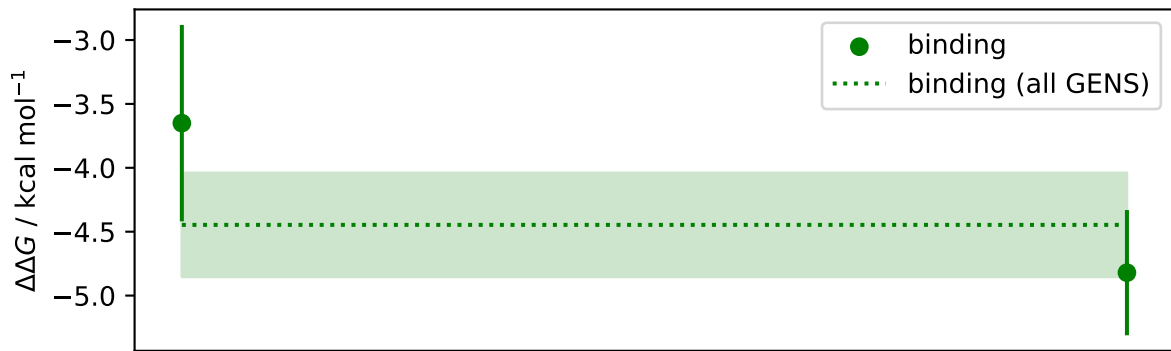 −3.0
−3.5
−4.0
−4.5
−5.0
ΔΔG / kcal mol⁻¹
binding
binding (all GENS)